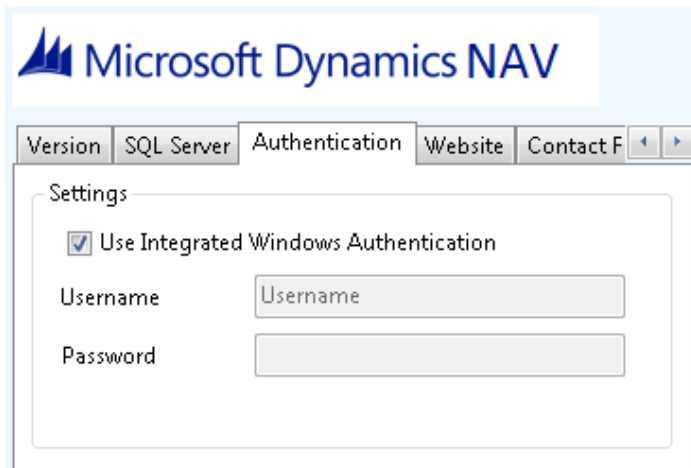 Microsoft Dynamics NAV
Version SQL Server Authentication Website Contact F
Settings
Use Integrated Windows Authentication
Username Username
Password